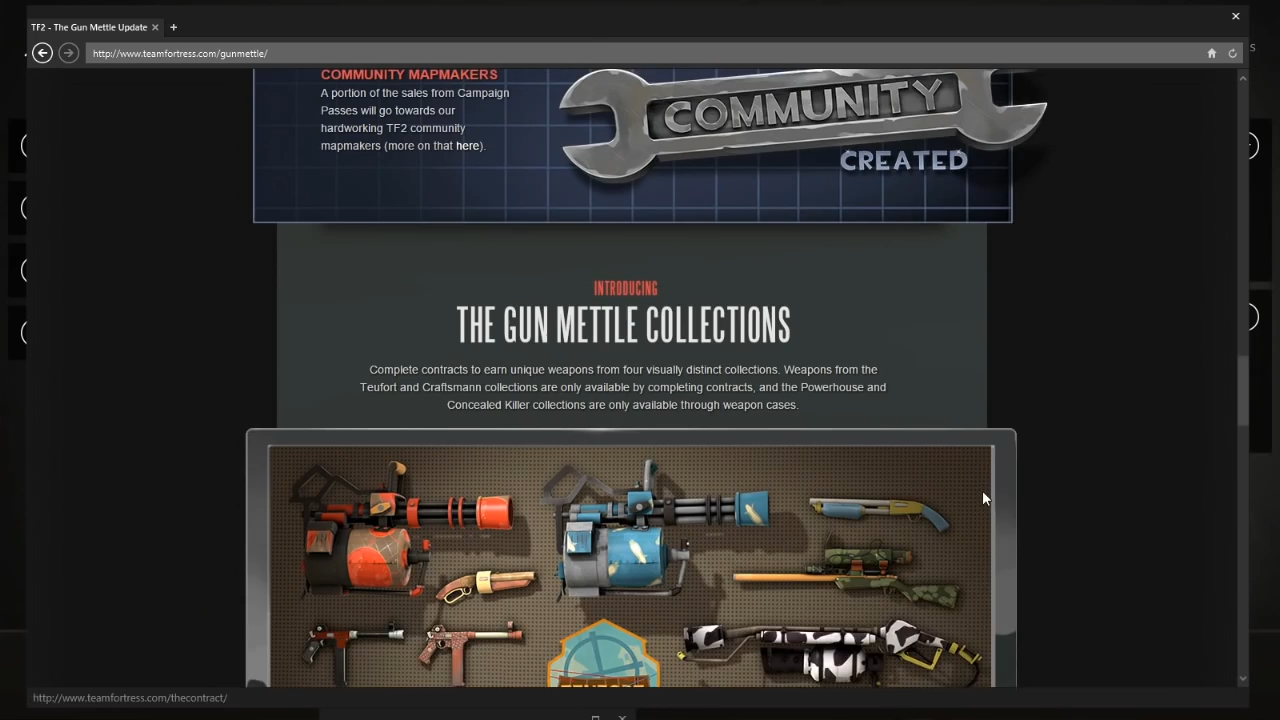 TF2 - The Gun Mettle Update
http://www.teamfortress.com/gunmettle/
COMMUNITY MAPMAKERS
A portion of the sales from Campaign
Passes will go towards our
hardworking TF2 community
mapmakers (more on that here).
COMMUNITY
CREATED
INTRODUCING
THE GUN METTLE COLLECTIONS
Complete contracts to earn unique weapons from four visually distinct collections. Weapons from the
Teufort and Craftsmann collections are only available by completing contracts, and the Powerhouse and
Concealed Killer collections are only available through weapon cases.
http://www.teamfortress.com/thecontract/